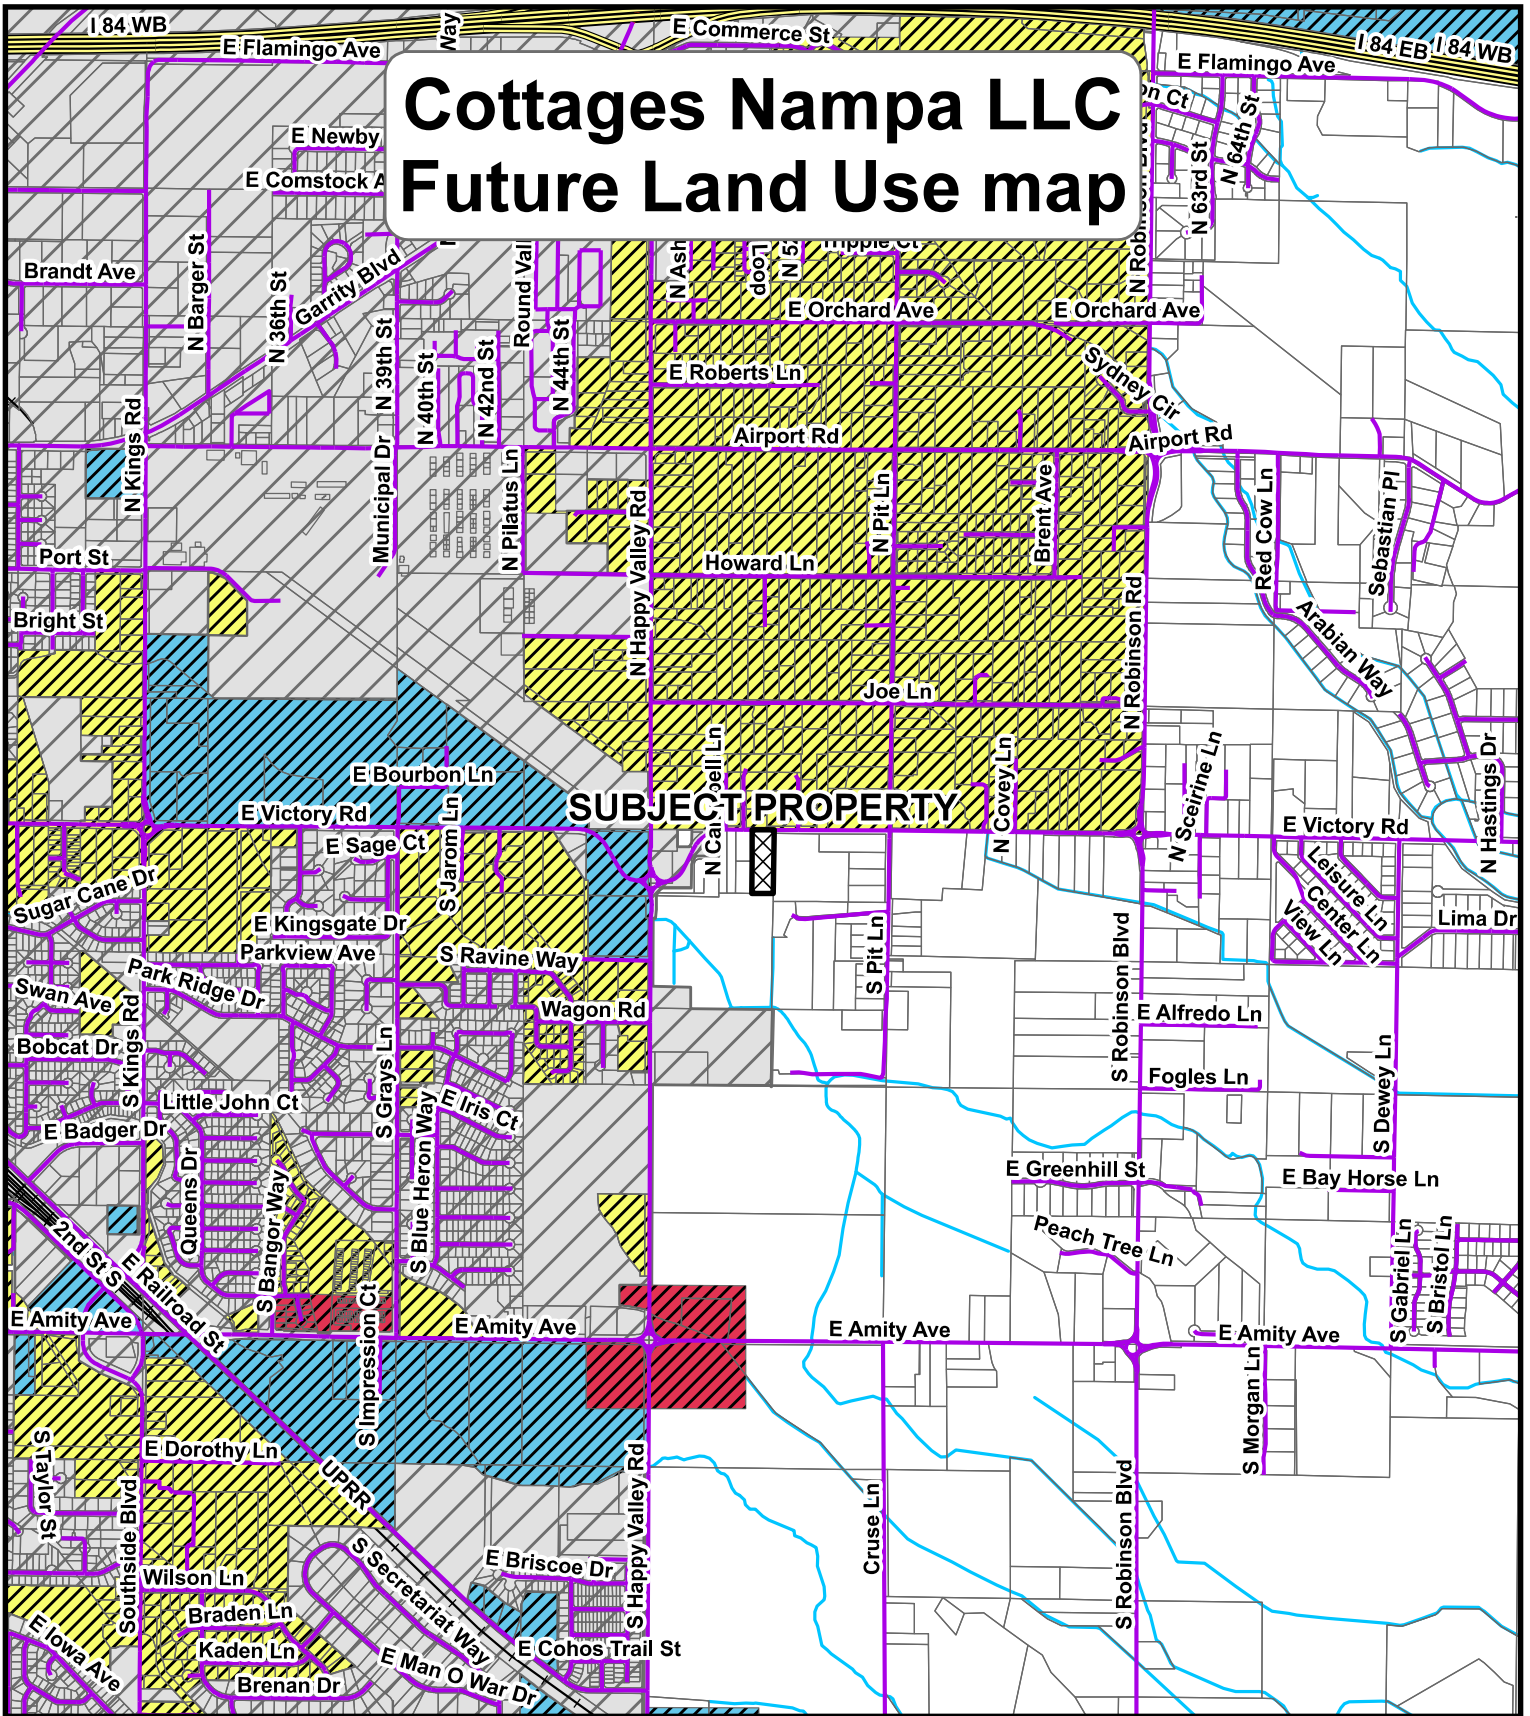 I 84 WB
E Flamingo Ave
E Commerce St
I 84 EB
I 84 WB
E Flamingo Ave
Cottages Nampa LLC
Future Land Use map
E Newby
E Comstock A
N 64th St
N 63rd St
Brandt Ave
N Barger St
N 36th St
Garrity Blvd
N 39th St
N 40th St
N 42nd St
Round Val
N 44th St
N Ash
Loop
N 5
Tripple Ct
E Orchard Ave
E Orchard Ave
E Roberts Ln
Sydney Cir
N Kings Rd
Airport Rd
Airport Rd
Municipal Dr
N Pilatus Ln
N Happy Valley Rd
N Pit Ln
Brent Ave
Red Cow Ln
Sebastian Pl
Port St
Howard Ln
Bright St
Arabian Way
Joe Ln
N Robinson Rd
E Bourbon Ln
N Covey Ln
N Sceirine Ln
N Hastings Dr
SUBJECT PROPERTY
E Victory Rd
E Victory Rd
E Sage Ct
S Jarom Ln
Sugar Cane Dr
E Kingsgate Dr
Leisure Ln
Center Ln
View Ln
Lima Dr
Parkview Ave
S Ravine Way
Park Ridge Dr
Swan Ave
S Kings Rd
Wagon Rd
S Pit Ln
S Robinson Blvd
E Alfredo Ln
Bobcat Dr
S Grays Ln
S Dewey Ln
Fogles Ln
Little John Ct
E Iris Ct
E Badger Dr
Queens Dr
S Bangor Way
S Blue Heron Way
E Greenhill St
E Bay Horse Ln
Peach Tree Ln
S Gabriel Ln
S Bristol Ln
2nd St S
E Railroad St
S Impression Ct
E Amity Ave
E Amity Ave
E Amity Ave
E Amity Ave
S Morgan Ln
E Dorothy Ln
S Taylor St
UPRR
Southside Blvd
S Happy Valley Rd
Cruse Ln
S Robinson Blvd
S Secretariat Way
E Briscoe Dr
Wilson Ln
Braden Ln
Kaden Ln
Brenan Dr
E Iowa Ave
E Man O War Dr
E Cohos Trail St